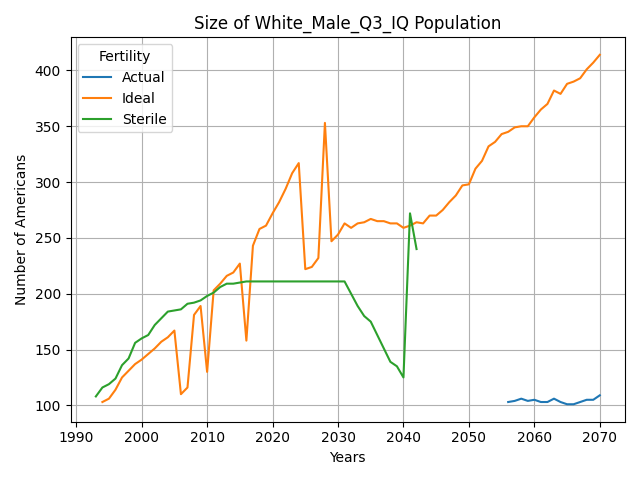 Size of White_Male_Q3_IQ Population
Fertility
Actual
Ideal
Sterile
Number of Americans
400
350
300
250
200
150
100
1990 2000 2010 2020 2030 2040 2050 2060 2070
Years